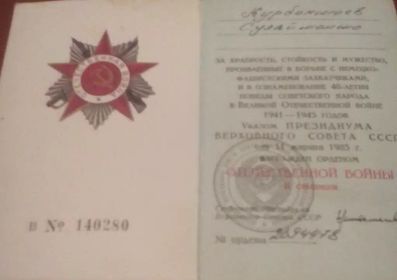 В № 140280
ЗА ХРАБРОСТЬ, СТОЙКОСТЬ И МУЖЕСТВО,
ПРОЯВЛЕННЫЕ В БОРЬБЕ С НЕМЕЦКО-
ФАШИСТСКИМИ ЗАХВАТЧИКАМИ,
И В ОЗНАМЕНОВАНИЕ 40-ЛЕТИЯ
ПОБЕДЫ СОВЕТСКОГО НАРОДА
В ВЕЛИКОЙ ОТЕЧЕСТВЕННОЙ ВОЙНЕ
1941—1945 ГОДОВ
УКАЗОМ ПРЕЗИДИУМА
ВЕРХОВНОГО СОВЕТА СССР
от 11 марта 1985 г.
НАГРАЖДЕН ОРДЕНОМ
ОТЕЧЕСТВЕННОЙ ВОЙНЫ
II степени
№ ордена